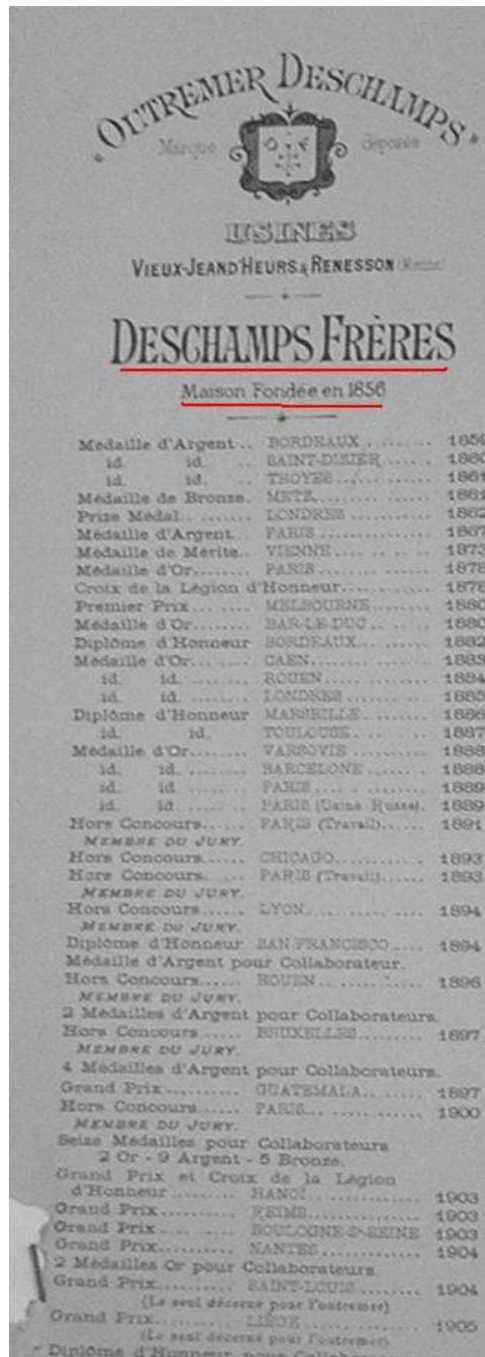 "OUTREMER DESCHAMPS"
Marque déposée
USINES
VIEUX-JEAND'HEURS & RENESSON (Meuse)
DESCHAMPS FRÈRES
Maison Fondée en 1856
Médaille d'Argent .. BORDEAUX ........ 1859
id. id. .. SAINT-DIZIER ...... 1860
id. id. .. TROYES ........ 1861
Médaille de Bronze. METZ ........ 1861
Prize Medal ........ LONDRES ........ 1862
Médaille d'Argent.. PARIS ........ 1867
Médaille de Mérite.. VIENNE ........ 1873
Médaille d'Or ........ PARIS ........ 1878
Croix de la Légion d'Honneur ........ 1878
Premier Prix ...... MELBOURNE ........ 1880
Médaille d'Or ........ BAR-LE-DUC ........ 1880
Diplôme d'Honneur BORDEAUX ........ 1882
Médaille d'Or ........ CAEN ........ 1883
id. id. ........ ROUEN ........ 1884
id. id. ........ LONDRES ........ 1885
Diplôme d'Honneur MARSEILLE ........ 1886
id. id. TOULOUSE ........ 1887
Médaille d'Or ...... VARSOVIE ........ 1888
id. id. ........ BARCELONE ........ 1888
id. id. ........ PARIS ........ 1889
id. id. ........ PARIS (Usine Russe). 1889
Hors Concours ...... PARIS (Travail) ...... 1891
MEMBRE DU JURY.
Hors Concours ...... CHICAGO ........ 1893
Hors Concours ...... PARIS (Travail) ...... 1893
MEMBRE DU JURY.
Hors Concours ...... LYON ........ 1894
MEMBRE DU JURY.
Diplôme d'Honneur SAN FRANCISCO .... 1894
Médaille d'Argent pour Collaborateur.
Hors Concours ...... ROUEN ........ 1896
MEMBRE DU JURY.
2 Médailles d'Argent pour Collaborateurs.
Hors Concours ..... BRUXELLES ........ 1897
MEMBRE DU JURY.
4 Médailles d'Argent pour Collaborateurs.
Grand Prix ........ GUATEMALA ........ 1897
Hors Concours ...... PARIS ........ 1900
MEMBRE DU JURY.
Seize Médailles pour Collaborateurs
2 Or - 9 Argent - 5 Bronze.
Grand Prix et Croix de la Légion
d'Honneur ........ HANOÏ ........ 1903
Grand Prix ........ REIMS ........ 1903
Grand Prix ........ BOULOGNE-S-SEINE 1903
Grand Prix ........ NANTES ........ 1904
2 Médailles Or pour Collaborateurs.
Grand Prix ........ SAINT-LOUIS ........ 1904
(Le seul décerné pour l'outremer)
Grand Prix ........ LIÈGE ........ 1905
(Le seul décerné pour l'outremer)
Diplôme d'Honneur pour